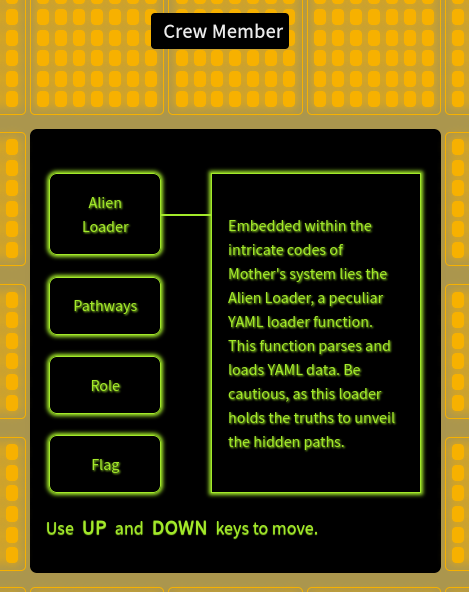 Crew Member
Alien
Loader
Pathways
Role
Flag
Embedded within the
intricate codes of
Mother's system lies the
Alien Loader, a peculiar
YAML loader function.
This function parses and
loads YAML data. Be
cautious, as this loader
holds the truths to unveil
the hidden paths.
Use UP and DOWN keys to move.